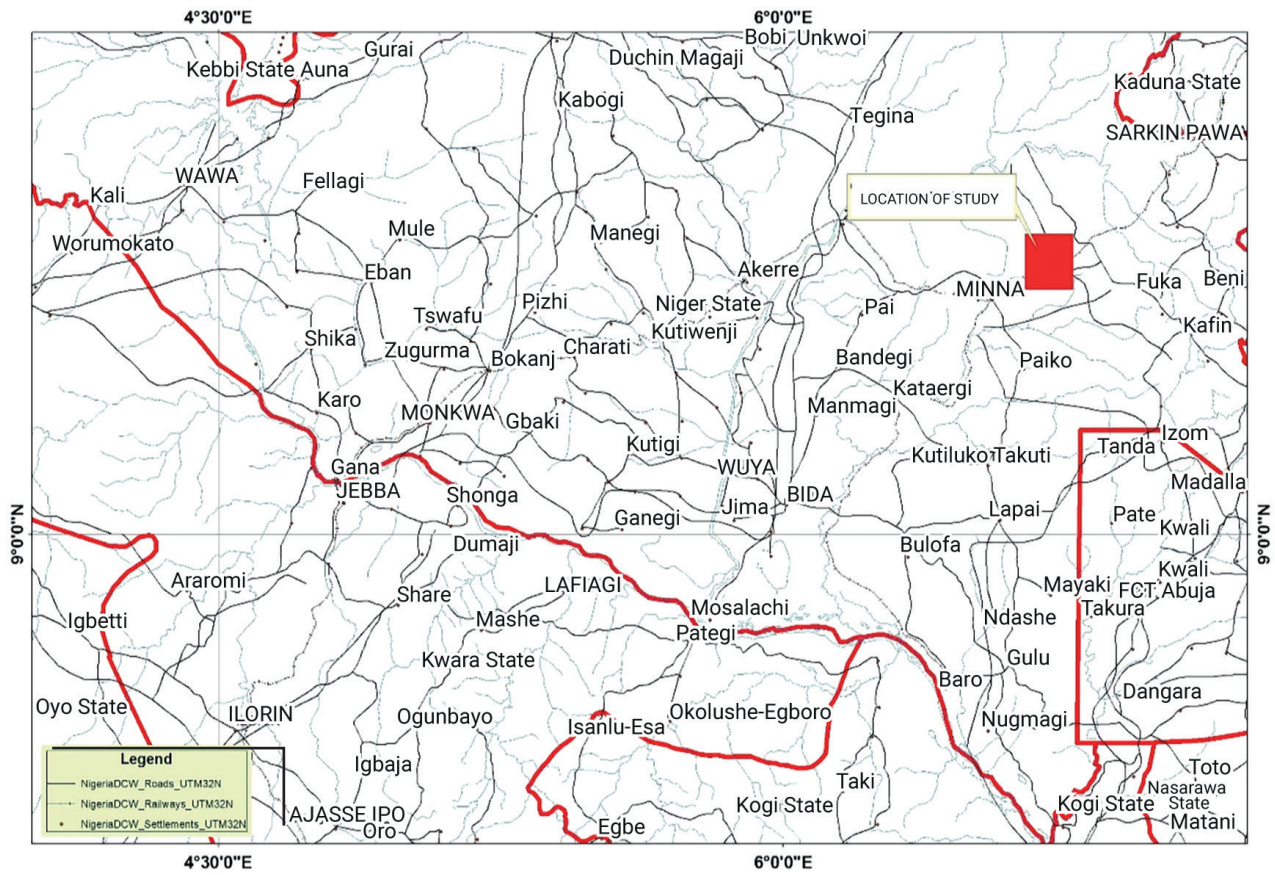 4°30'0"E
6°0'0"E
Bobi Unkwoi
Gurai
Duchin Magaji
Kebbi State Auna
Kaduna State
Kabogi
Tegina
SARKIN PAWA
WAWA
Fellagi
Kali
LOCATION OF STUDY
Mule
Manegi
Worumokato
Eban
Akerre
Beni
Fuka
MINNA
Pizhi
Niger State
Pai
Tswafu
Kutiwenji
Kafin
Shika
Zugurma
Charati
Bokanj
Bandegi
Paiko
Kataergi
Karo
MONKWA
Manmagi
Gbaki
Izom
Kutigi
Tanda
Kutiluko Takuti
Gana
WUYA
Madalla
JEBBA
Shonga
BIDA
Jima
Lapai
Pate
Ganegi
Kwali
9°0'0"N
9°0'0"N
Dumaji
Bulofa
Kwali
Araromi
LAFIAGI
Mayaki
FCT Abuja
Share
Takura
Mosalachi
Igbetti
Mashe
Ndashe
Pategi
Kwara State
Gulu
Baro
Dangara
Oyo State
ILORIN
Ogunbayo
Okolushe-Egboro
Isanlu-Esa
Nugmagi
Legend
NigeriaDCW_Roads_UTM32N
NigeriaDCW_Railways_UTM32N
NigeriaDCW_Settlements_UTM32N
Igbaja
Toto
Taki
Nasarawa
State
Kogi State
Kogi State
AJASSE IPO
Matani
Oro
Egbe
4°30'0"E
6°0'0"E